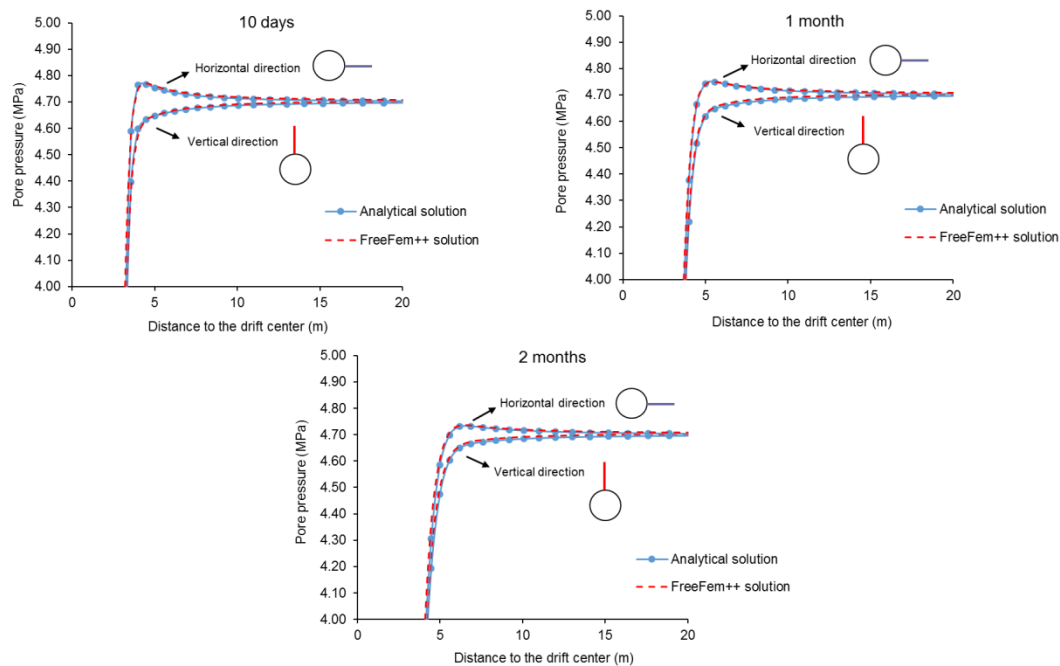 10 days
Pore pressure (MPa)
5.00
4.90
4.80
4.70
4.60
4.50
4.40
4.30
4.20
4.10
4.00
Horizontal direction
Vertical direction
Analytical solution
FreeFem++ solution
0 5 10 15 20
Distance to the drift center (m)
1 month
Pore pressure (MPa)
5.00
4.90
4.80
4.70
4.60
4.50
4.40
4.30
4.20
4.10
4.00
Horizontal direction
Vertical direction
Analytical solution
FreeFem++ solution
0 5 10 15 20
Distance to the drift center (m)
2 months
Pore pressure (MPa)
5.00
4.90
4.80
4.70
4.60
4.50
4.40
4.30
4.20
4.10
4.00
Horizontal direction
Vertical direction
Analytical solution
FreeFem++ solution
0 5 10 15 20
Distance to the drift center (m)